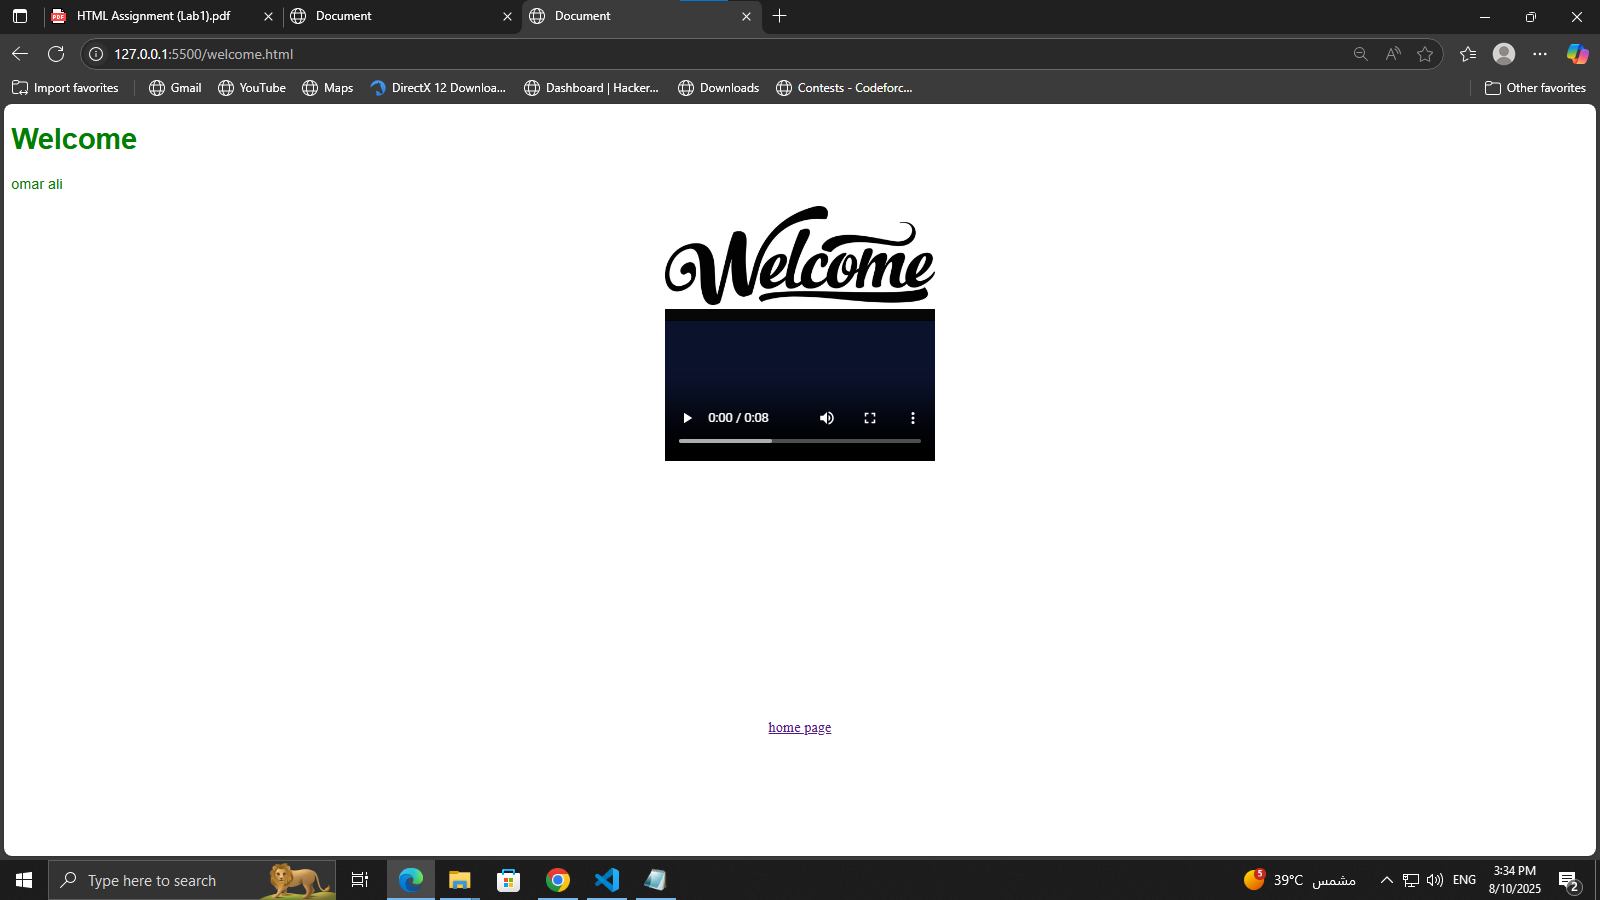 HTML Assignment (Lab1).pdf
Document
Document
127.0.0.1:5500/welcome.html
Import favorites
Gmail
YouTube
Maps
DirectX 12 Downloa...
Dashboard | Hacker...
Downloads
Contests - Codeforc...
Other favorites
Welcome
omar ali
Welcome
0:00 / 0:08
home page
Type here to search
5
39°C مشمس
ENG
3:34 PM
8/10/2025
2